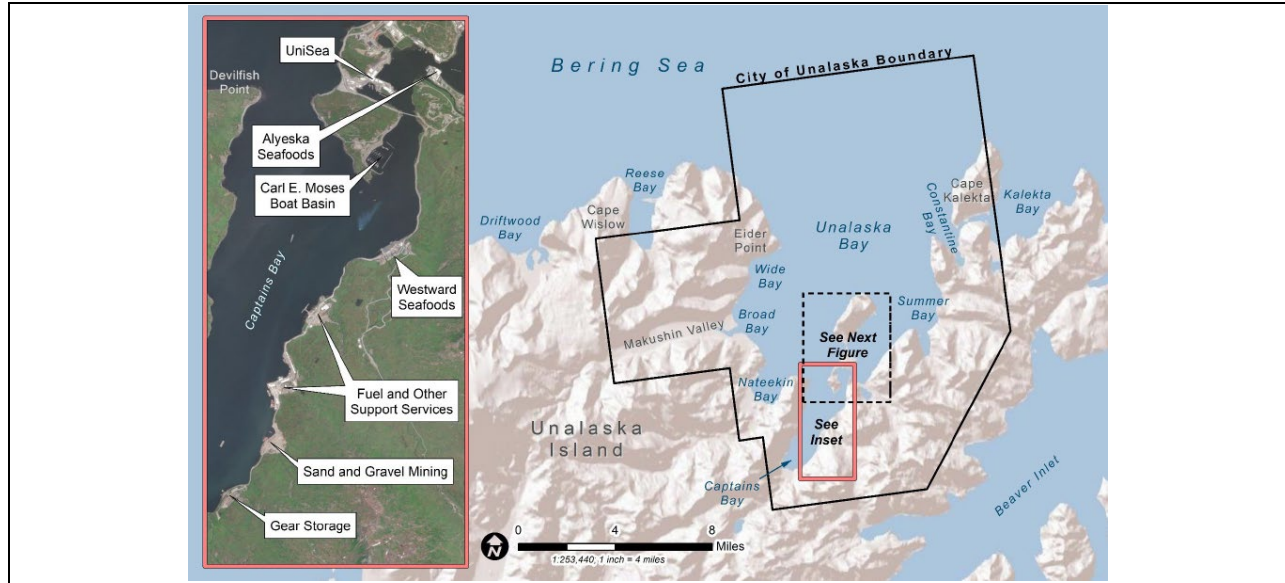 UniSea
Devilfish
Point
Alyeska
Seafoods
Carl E. Moses
Boat Basin
Captains Bay
Westward
Seafoods
Fuel and Other
Support Services
Sand and Gravel Mining
Gear Storage
Bering Sea
City of Unalaska Boundary
Reese
Bay
Driftwood
Bay
Cape
Wislow
Eider
Point
Unalaska
Bay
Constantine
Bay
Cape
Kalekta
Kalekta
Bay
Wide
Bay
Broad
Bay
Summer
Bay
Makushin Valley
See Next
Figure
Nateekin
Bay
Unalaska
Island
See
Inset
Captains
Bay
Beaver Inlet
N
0 4 8
Miles
1:253,440; 1 inch = 4 miles